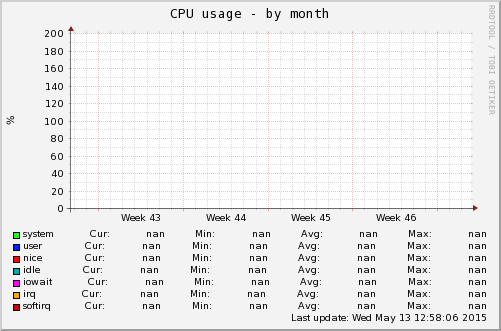 CPU usage - by month
RRDTOOL / TOBI OETIKER
%
200
180
160
140
120
100
80
60
40
20
0
Week 43 Week 44 Week 45 Week 46
system Cur: nan Min: nan Avg: nan Max: nan
user Cur: nan Min: nan Avg: nan Max: nan
nice Cur: nan Min: nan Avg: nan Max: nan
idle Cur: nan Min: nan Avg: nan Max: nan
iowait Cur: nan Min: nan Avg: nan Max: nan
irq Cur: nan Min: nan Avg: nan Max: nan
softirq Cur: nan Min: nan Avg: nan Max: nan
Last update: Wed May 13 12:58:06 2015